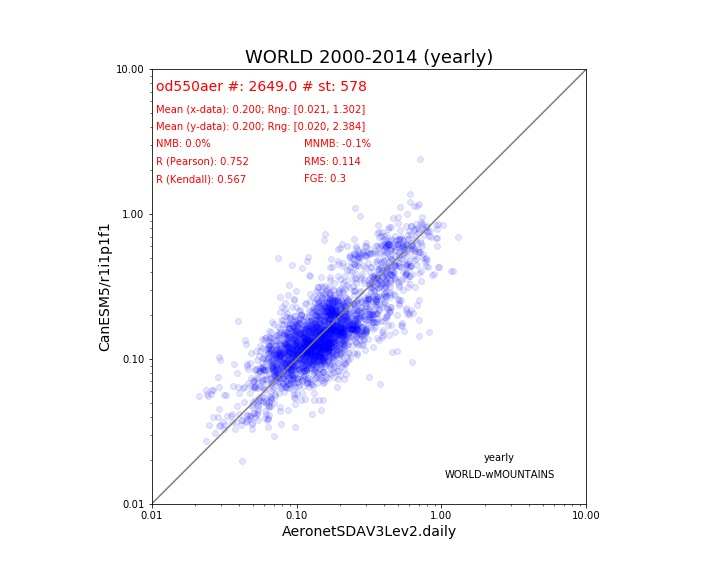 WORLD 2000-2014 (yearly)
10.00
od550aer #: 2649.0 # st: 578
Mean (x-data): 0.200; Rng: [0.021, 1.302]
Mean (y-data): 0.200; Rng: [0.020, 2.384]
NMB: 0.0% MNMB: -0.1%
R (Pearson): 0.752 RMS: 0.114
R (Kendall): 0.567 FGE: 0.3
1.00
CanESM5/r1i1p1f1
0.10
yearly
WORLD-wMOUNTAINS
0.01
0.01 0.10 1.00 10.00
AeronetSDAV3Lev2.daily